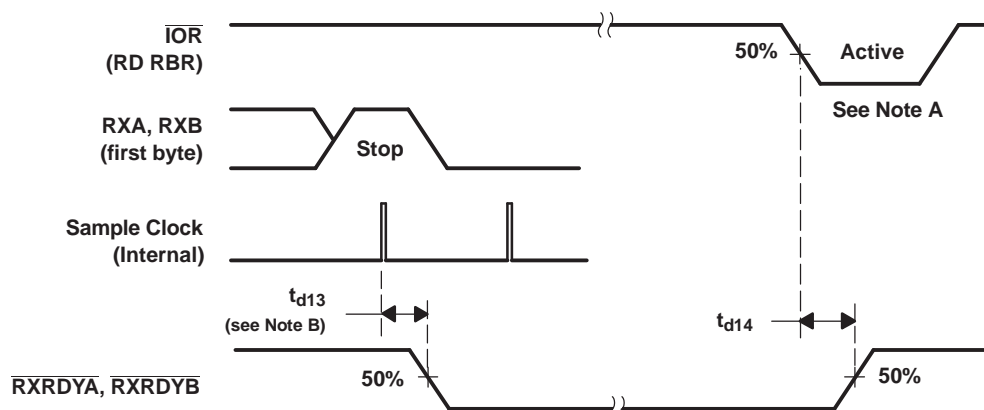 IOR
(RD RBR)
50%
Active
See Note A
RXA, RXB
(first byte)
Stop
Sample Clock
(Internal)
td13
(see Note B)
td14
RXRDYA, RXRDYB
50%
50%